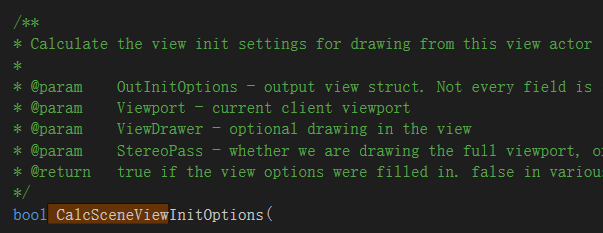 /**
* Calculate the view init settings for drawing from this view actor
*
* @param OutInitOptions - output view struct. Not every field is
* @param Viewport - current client viewport
* @param ViewDrawer - optional drawing in the view
* @param StereoPass - whether we are drawing the full viewport,
* @return true if the view options were filled in. false in
*/
bool CalcSceneViewInitOptions(